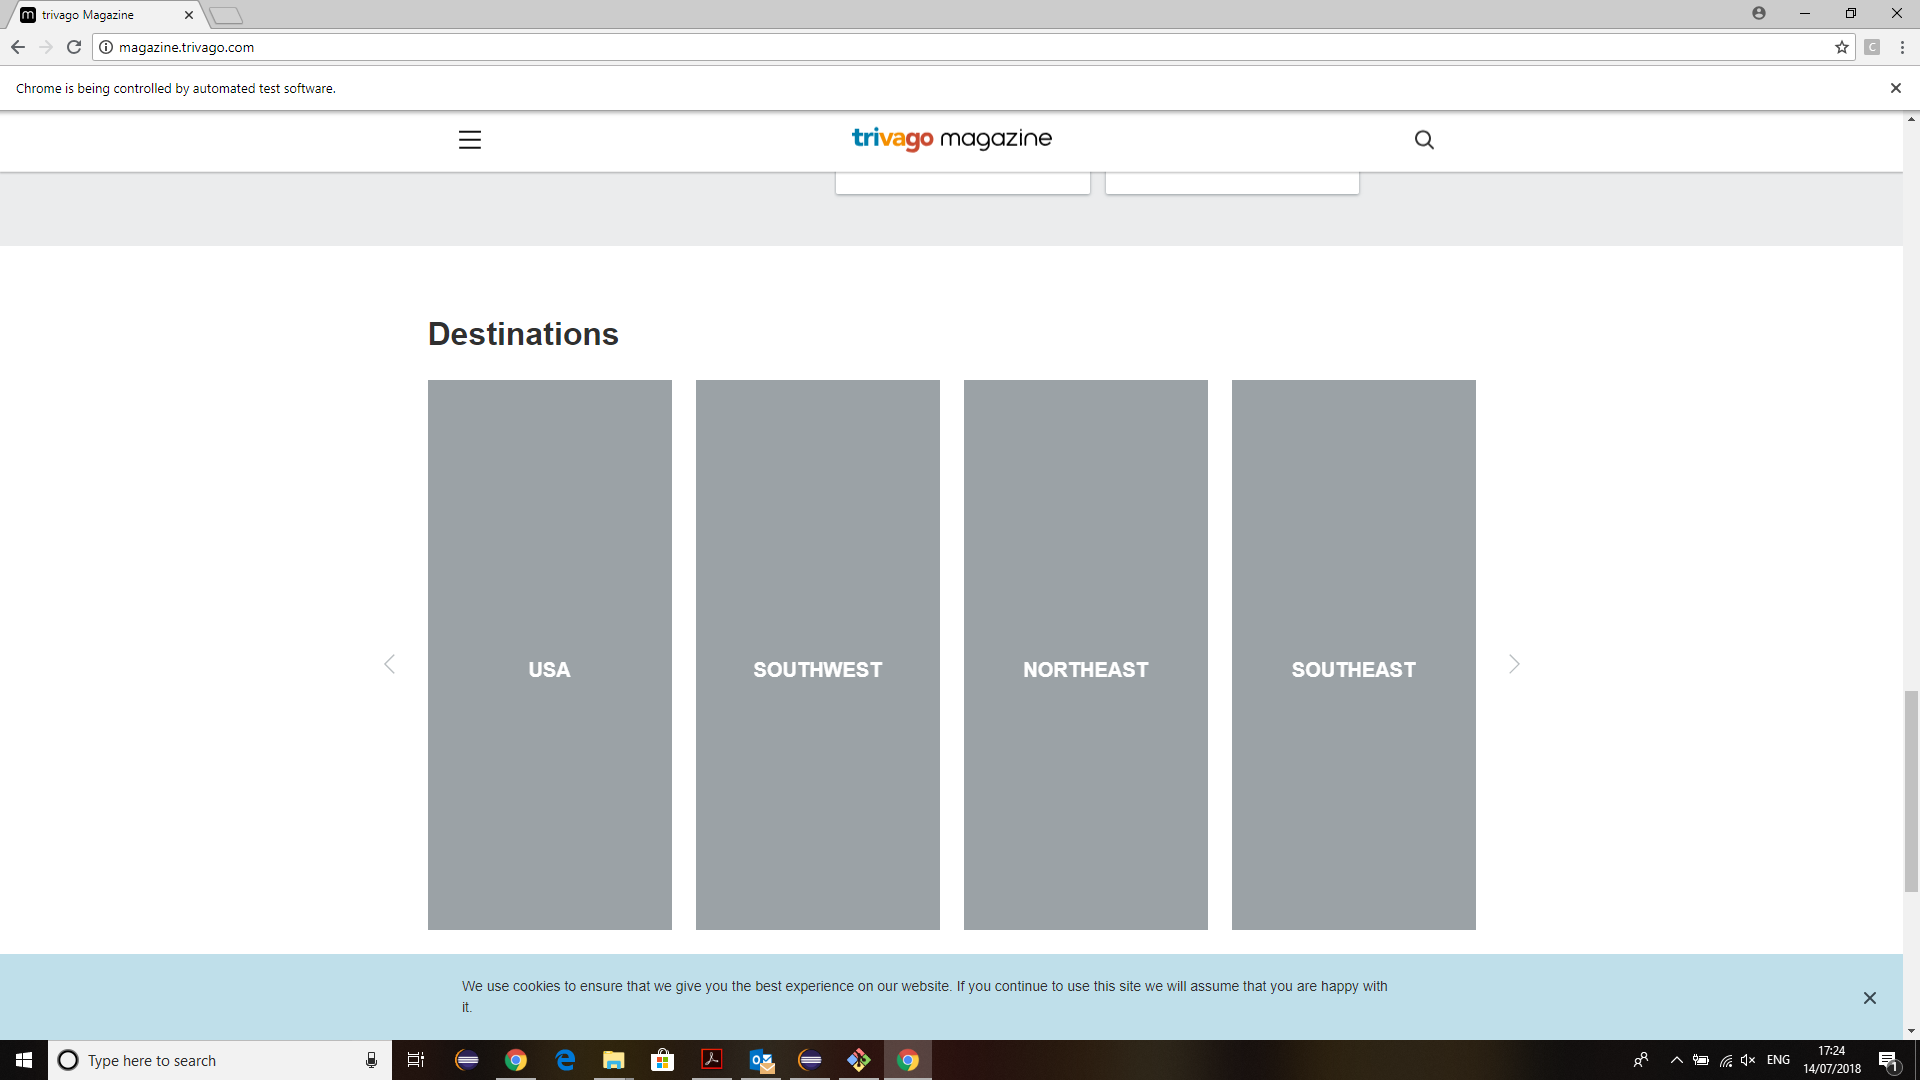 trivago Magazine
magazine.trivago.com
C
Chrome is being controlled by automated test software.
trivago magazine
Destinations
USA
SOUTHWEST
NORTHEAST
SOUTHEAST
We use cookies to ensure that we give you the best experience on our website. If you continue to use this site we will assume that you are happy with
it.
Type here to search
ENG
17:24
14/07/2018
1